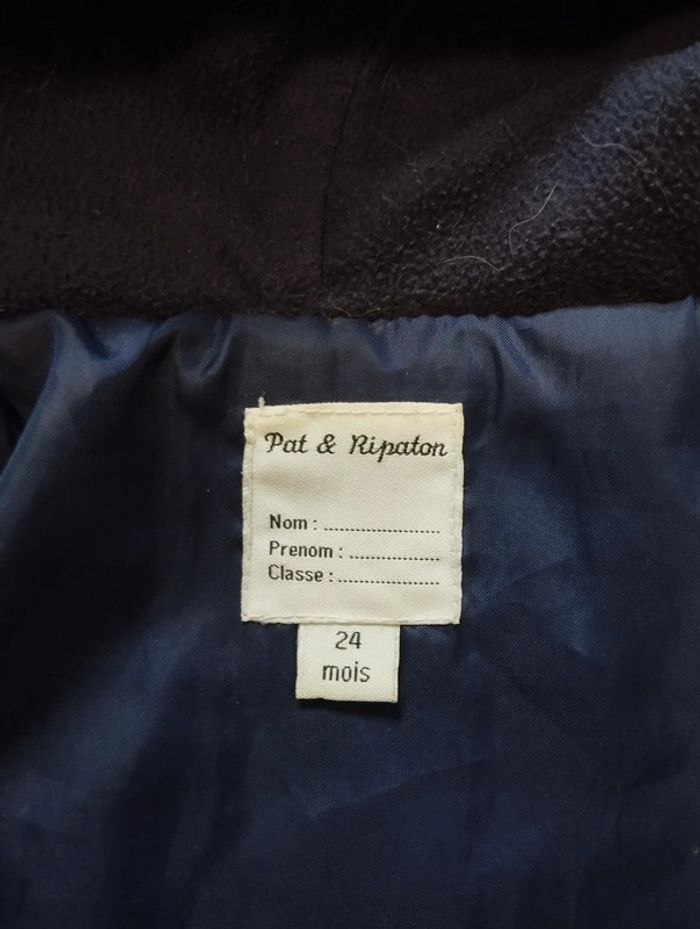 Pat & Ripaton
Nom : ........................
Prenom : ...................
Classe : .....................
24
mois